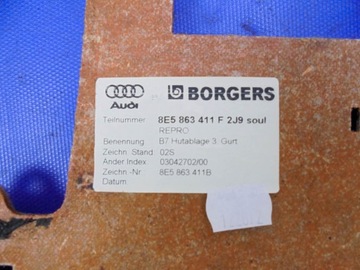 Audi
BORGERS
Teilnummer 8E5 863 411 F 2J9 soul
REPRO
Benennung B7 Hutablage 3. Gurt
Zeichn. Stand 02S
Änder Index 03042702/00
Zeichn -Nr. 8E5 863 411B
Datum